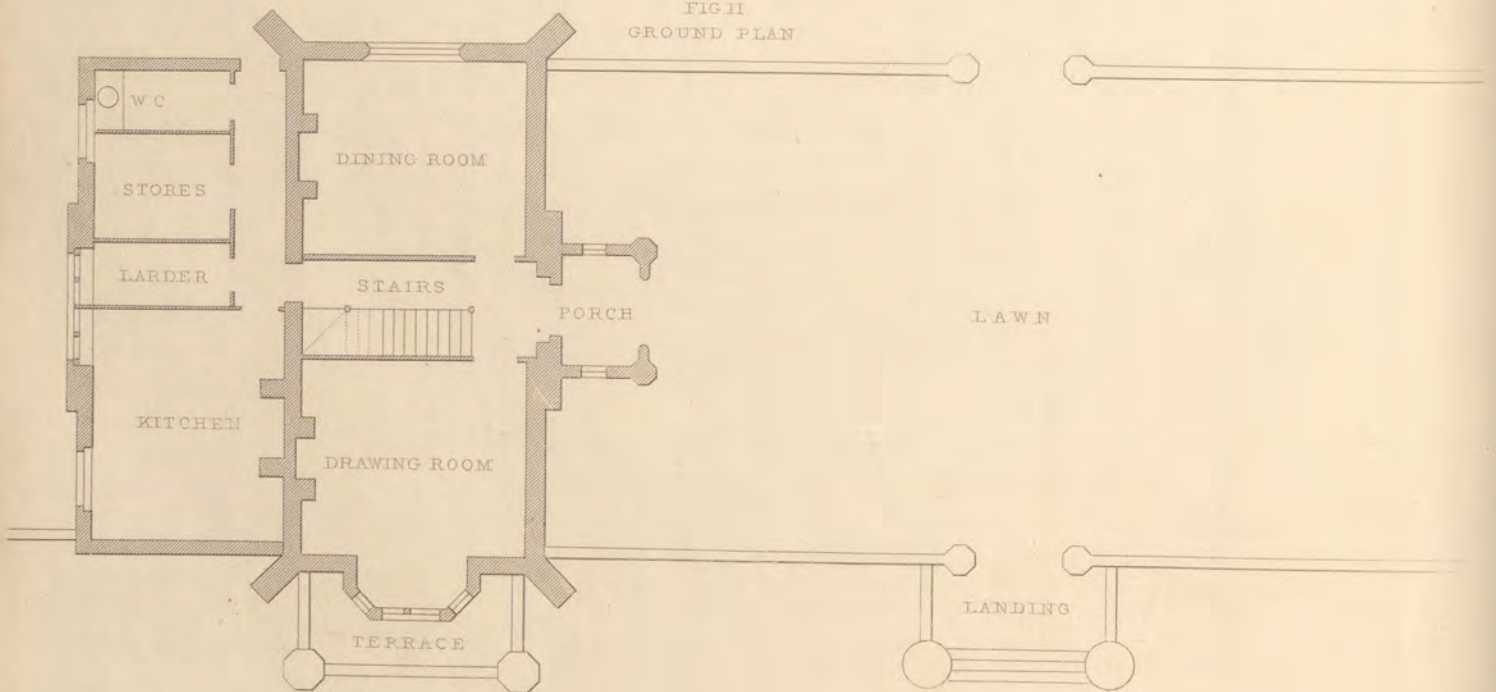 FIG II
GROUND PLAN
W C
DINING ROOM
STORES
LARDER
STAIRS
PORCH
LAWN
KITCHEN
DRAWING ROOM
LANDING
TERRACE